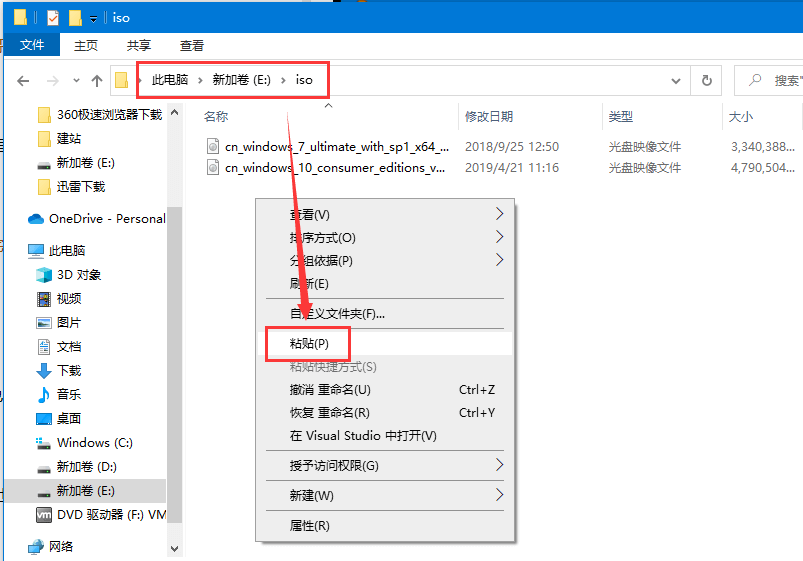 iso
文件 主页 共享 查看
此电脑 新加卷 (E:) iso
搜索"
名称 修改日期 类型 大小
cn_windows_7_ultimate_with_sp1_x64_... 2018/9/25 12:50 光盘映像文件 3,340,388...
cn_windows_10_consumer_editions_v... 2019/4/21 11:16 光盘映像文件 4,790,504...
360极速浏览器下载
建站
新加卷 (E:)
迅雷下载
OneDrive - Personal
此电脑
3D 对象
视频
图片
文档
下载
音乐
桌面
Windows (C:)
新加卷 (D:)
新加卷 (E:)
DVD 驱动器 (F:) VM
网络
查看(V)
排序方式(O)
分组依据(P)
刷新(E)
自定义文件夹(F)...
粘贴(P)
粘贴快捷方式(S)
撤消 重命名(U) Ctrl+Z
恢复 重命名(R) Ctrl+Y
在 Visual Studio 中打开(V)
授予访问权限(G)
新建(W)
属性(R)